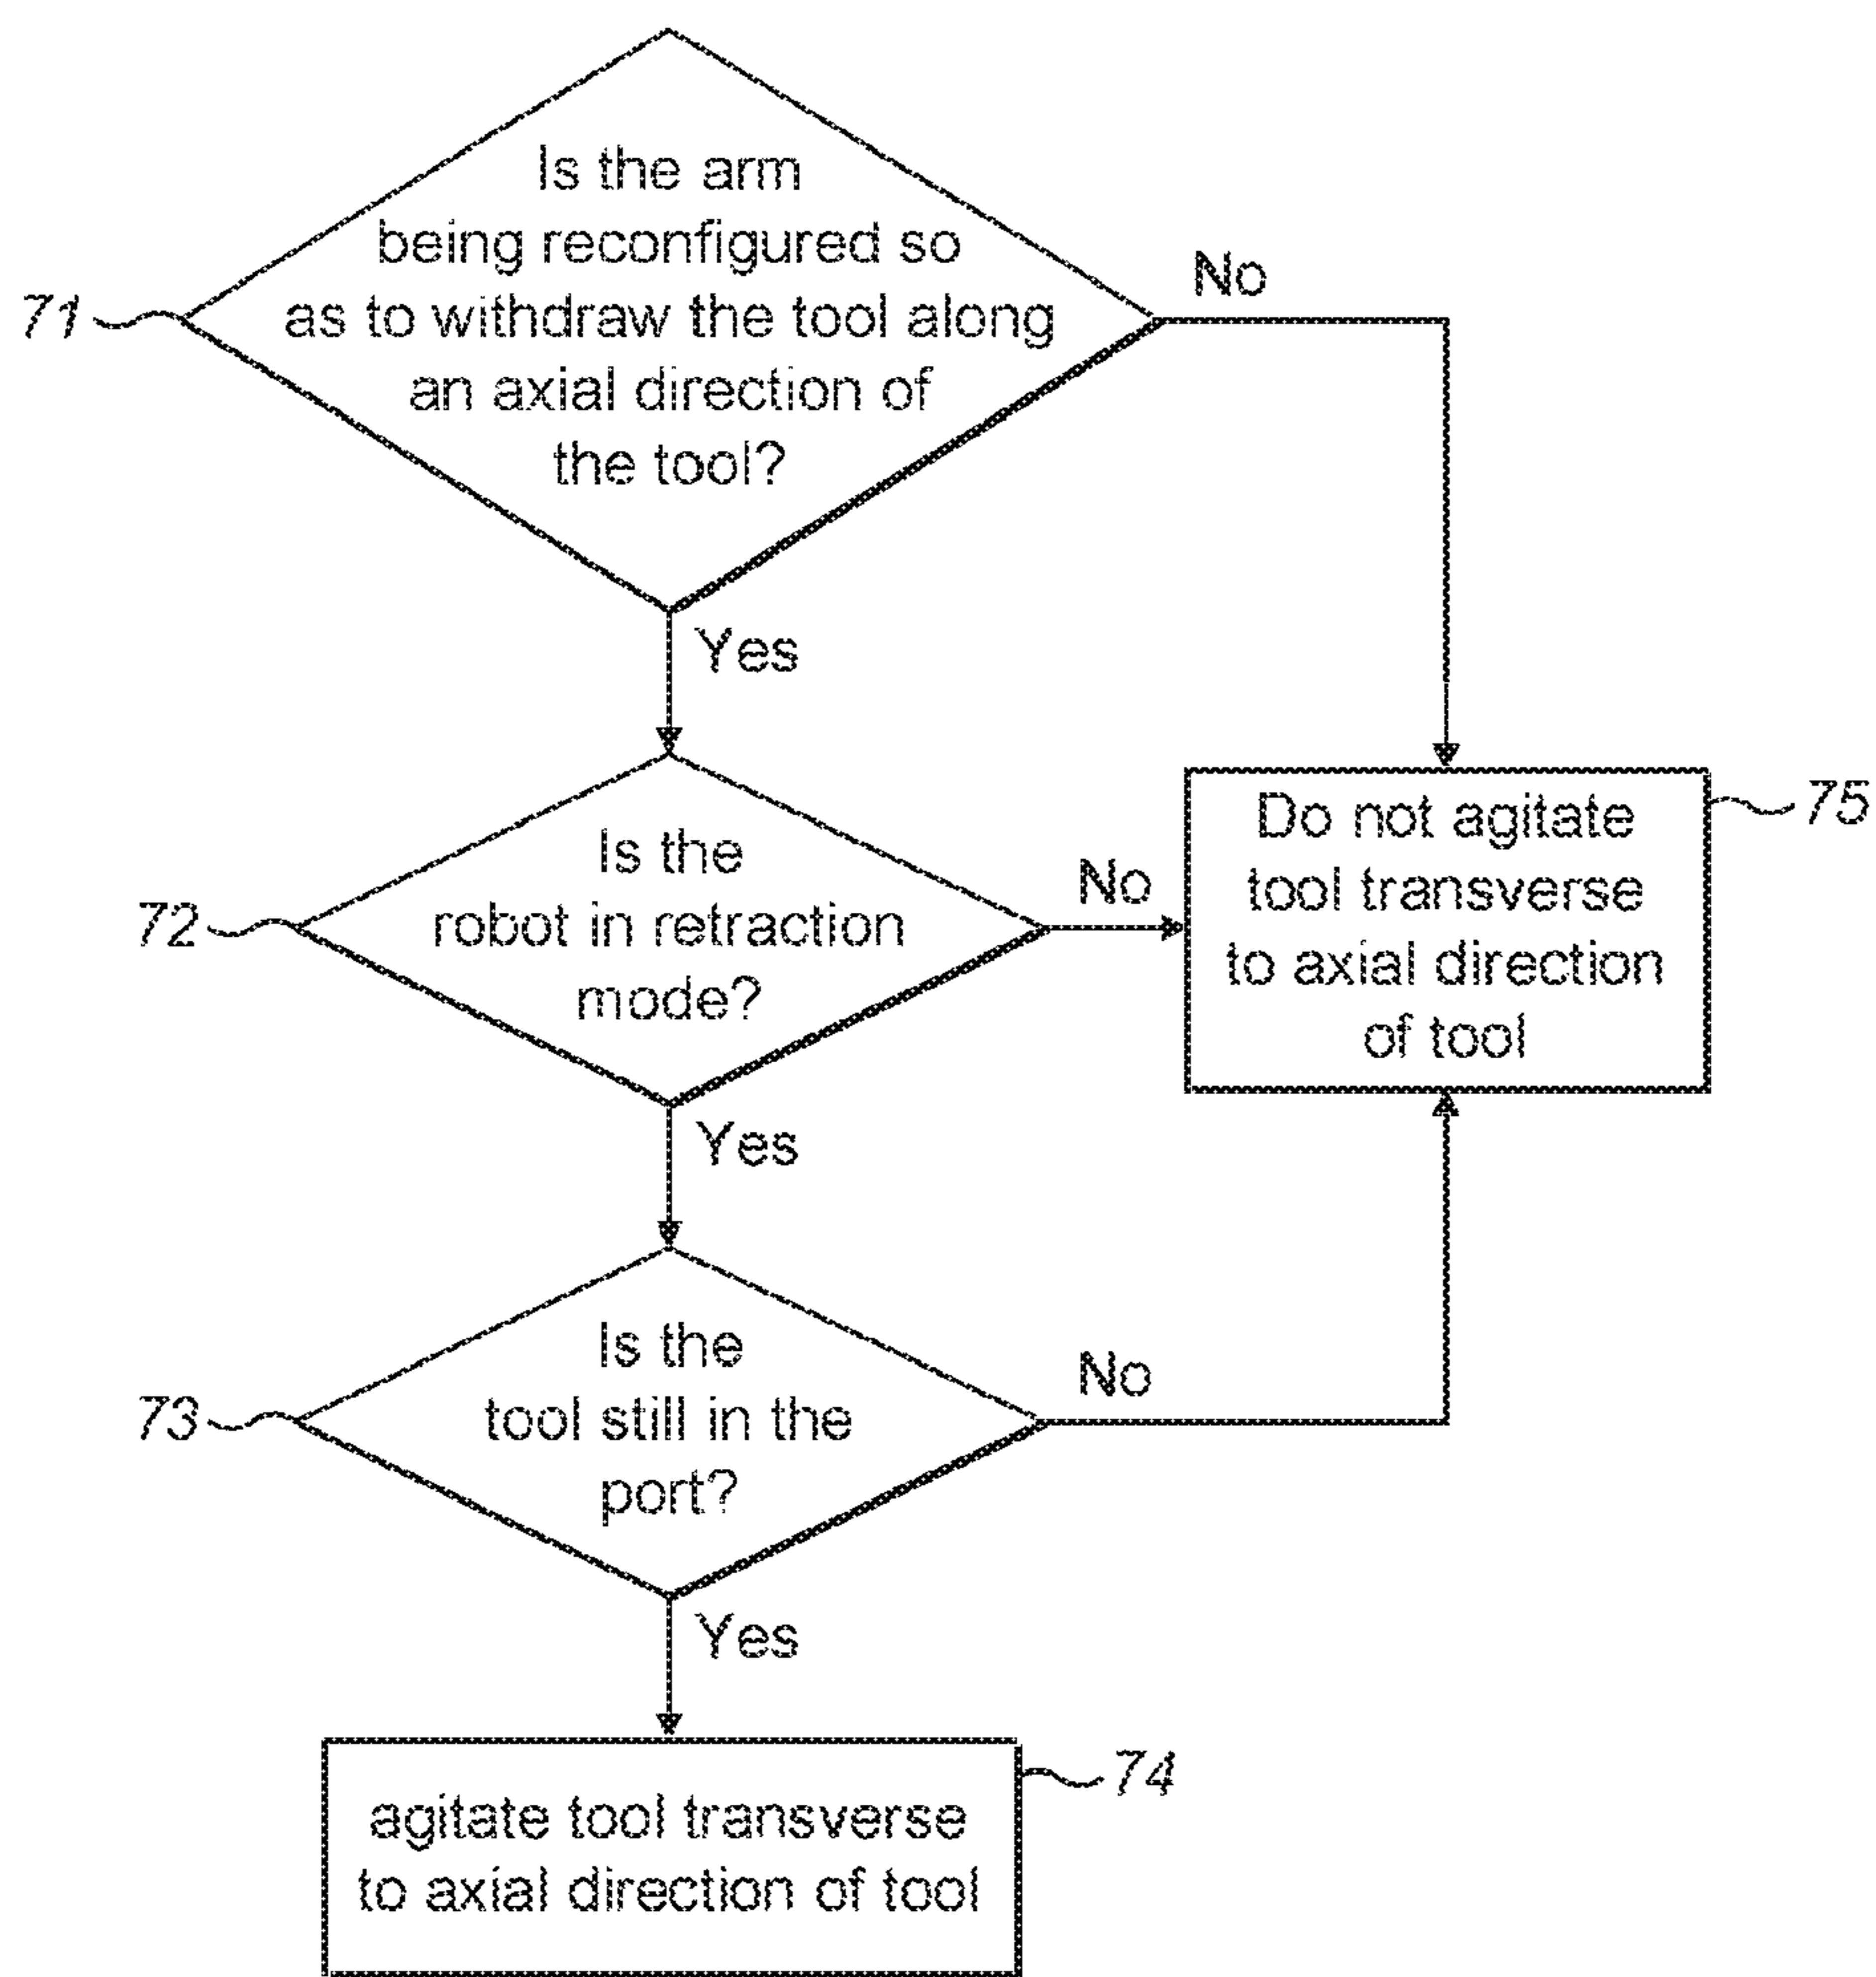 Is the arm
being reconfigured so
as to withdraw the tool along
an axial direction of
the tool?
71
No
Yes
Is the
robot in retraction
mode?
72
No
Do not agitate
tool transverse
to axial direction
of tool
75
Yes
Is the
tool still in the
port?
73
No
Yes
agitate tool transverse
to axial direction of tool
74